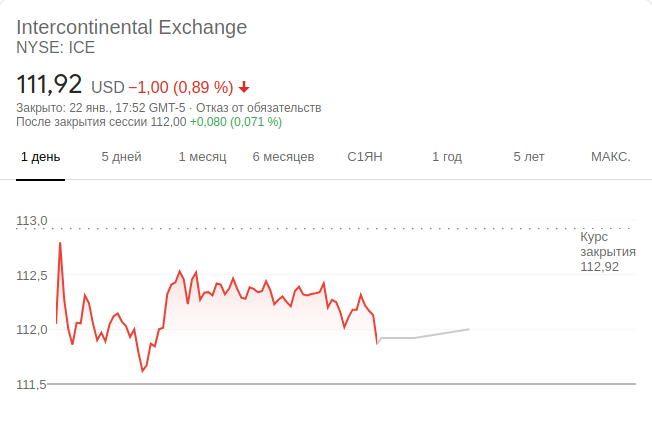 Intercontinental Exchange
NYSE: ICE
111,92 USD −1,00 (0,89 %)
Закрыто: 22 янв., 17:52 GMT-5 · Отказ от обязательств
После закрытия сессии 112,00 +0,080 (0,071 %)
1 день 5 дней 1 месяц 6 месяцев С1ЯН 1 год 5 лет МАКС.
113,0
Курс
закрытия
112,92
112,5
112,0
111,5